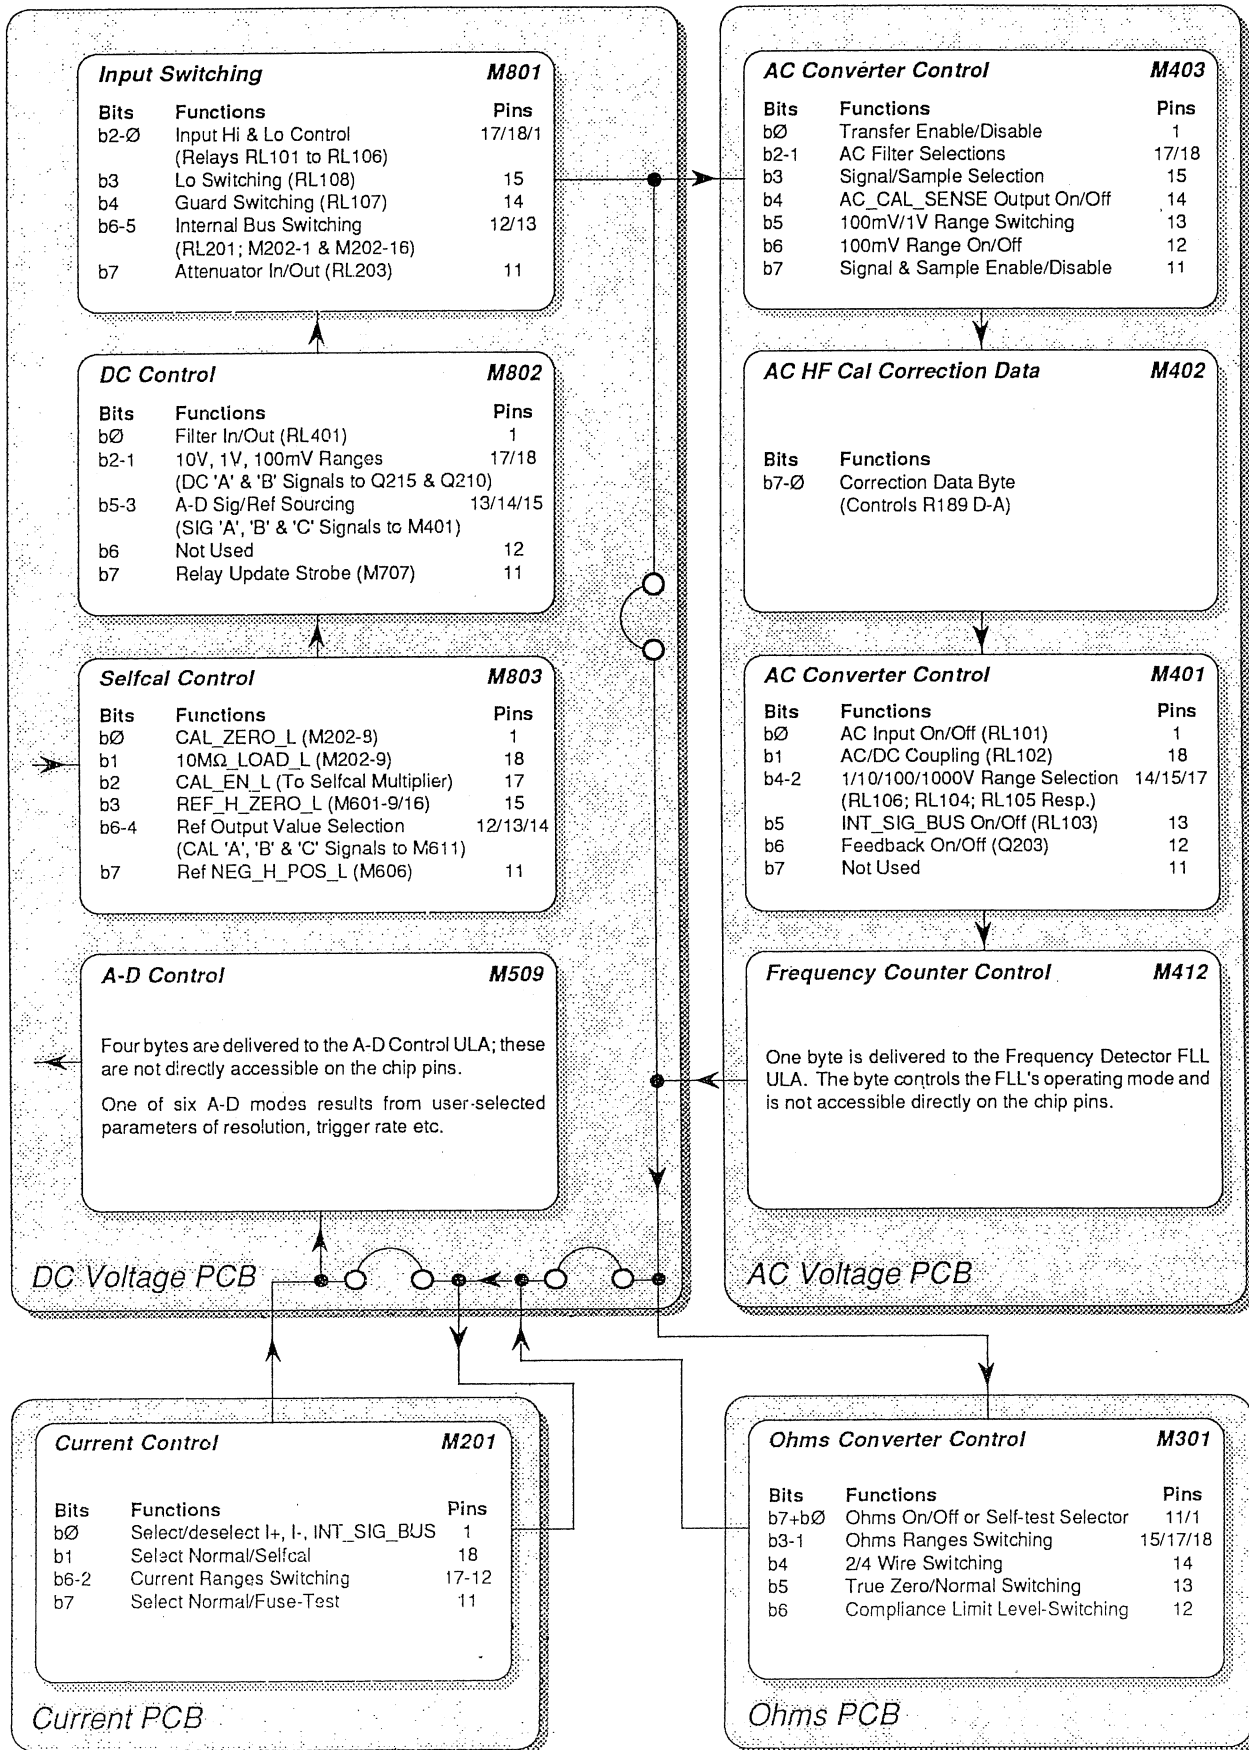 Input Switching M801
Bits Functions Pins
b2-Ø Input Hi & Lo Control 17/18/1
(Relays RL101 to RL106)
b3 Lo Switching (RL108) 15
b4 Guard Switching (RL107) 14
b6-5 Internal Bus Switching 12/13
(RL201; M202-1 & M202-16)
b7 Attenuator In/Out (RL203) 11
DC Control M802
Bits Functions Pins
bØ Filter In/Out (RL401) 1
b2-1 10V, 1V, 100mV Ranges 17/18
(DC 'A' & 'B' Signals to Q215 & Q210)
b5-3 A-D Sig/Ref Sourcing 13/14/15
(SIG 'A', 'B' & 'C' Signals to M401)
b6 Not Used 12
b7 Relay Update Strobe (M707) 11
Selfcal Control M803
Bits Functions Pins
bØ CAL_ZERO_L (M202-8) 1
b1 10MΩ_LOAD_L (M202-9) 18
b2 CAL_EN_L (To Selfcal Multiplier) 17
b3 REF_H_ZERO_L (M601-9/16) 15
b6-4 Ref Output Value Selection 12/13/14
(CAL 'A', 'B' & 'C' Signals to M611)
b7 Ref NEG_H_POS_L (M606) 11
A-D Control M509
Four bytes are delivered to the A-D Control ULA; these
are not directly accessible on the chip pins.
One of six A-D modes results from user-selected
parameters of resolution, trigger rate etc.
DC Voltage PCB
AC Converter Control M403
Bits Functions Pins
bØ Transfer Enable/Disable 1
b2-1 AC Filter Selections 17/18
b3 Signal/Sample Selection 15
b4 AC_CAL_SENSE Output On/Off 14
b5 100mV/1V Range Switching 13
b6 100mV Range On/Off 12
b7 Signal & Sample Enable/Disable 11
AC HF Cal Correction Data M402
Bits Functions
b7-Ø Correction Data Byte
(Controls R189 D-A)
AC Converter Control M401
Bits Functions Pins
bØ AC Input On/Off (RL101) 1
b1 AC/DC Coupling (RL102) 18
b4-2 1/10/100/1000V Range Selection 14/15/17
(RL106; RL104; RL105 Resp.)
b5 INT_SIG_BUS On/Off (RL103) 13
b6 Feedback On/Off (Q203) 12
b7 Not Used 11
Frequency Counter Control M412
One byte is delivered to the Frequency Detector FLL
ULA. The byte controls the FLL's operating mode and
is not accessible directly on the chip pins.
AC Voltage PCB
Current Control M201
Bits Functions Pins
bØ Select/deselect I+, I-, INT_SIG_BUS 1
b1 Select Normal/Selfcal 18
b6-2 Current Ranges Switching 17-12
b7 Select Normal/Fuse-Test 11
Current PCB
Ohms Converter Control M301
Bits Functions Pins
b7+bØ Ohms On/Off or Self-test Selector 11/1
b3-1 Ohms Ranges Switching 15/17/18
b4 2/4 Wire Switching 14
b5 True Zero/Normal Switching 13
b6 Compliance Limit Level-Switching 12
Ohms PCB